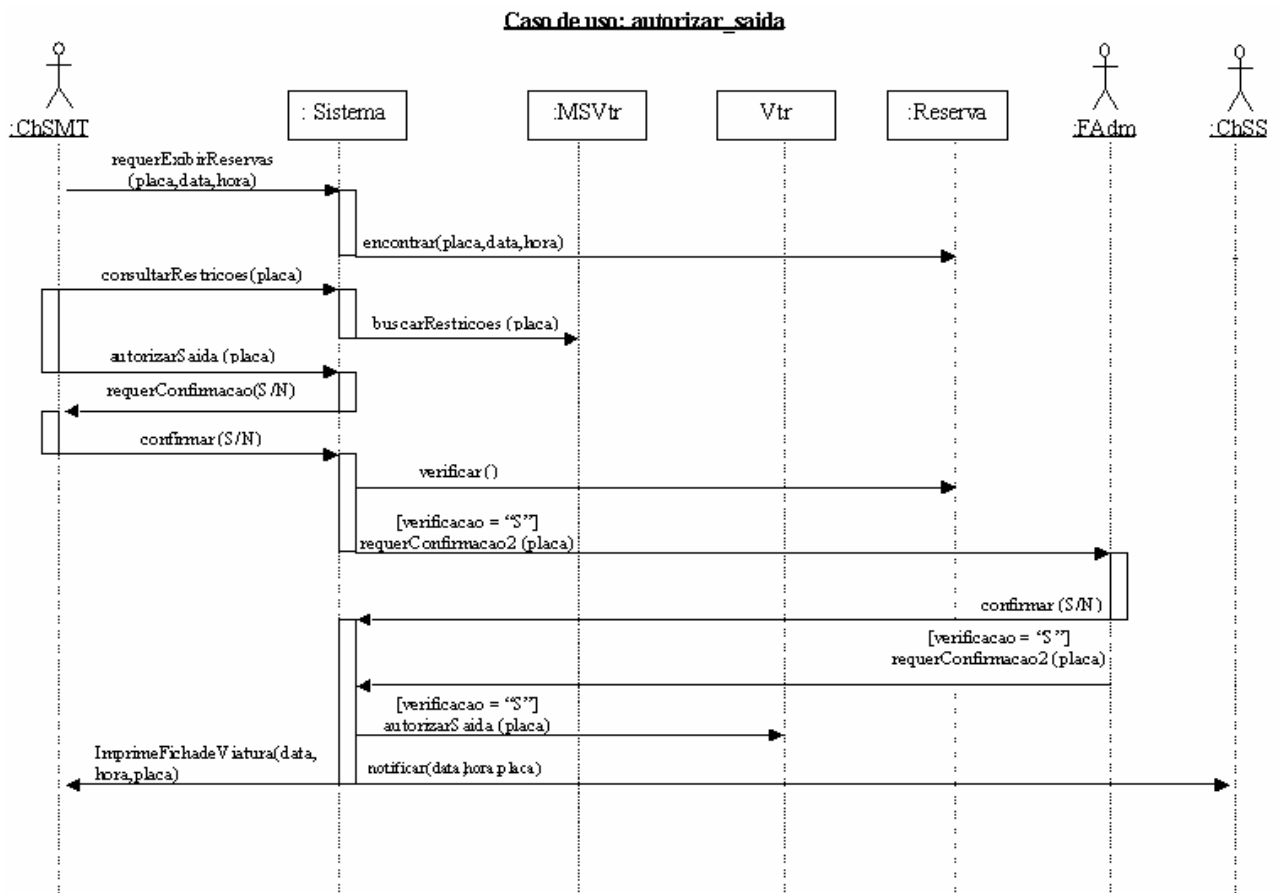 Caso de uso: autorizar_saida
:ChSMT
: Sistema
:MSVtr
Vtr
:Reserva
:FAdm
:ChSS
requerExibirReservas
(placa,data,hora)
encontrar(placa,data,hora)
consultarRestricoes(placa)
buscarRestricoes (placa)
autorizarSaida (placa)
requerConfirmacao(S/N)
confirmar (S/N)
verificar ()
[verificacao = “S”]
requerConfirmacao2 (placa)
confirmar (S/N)
[verificacao = “S”]
requerConfirmação2 (placa)
[verificacao = “S”]
autorizarSaida (placa)
ImprimeFichadeViatura(data,
hora,placa)
notificar(data,hora placa)